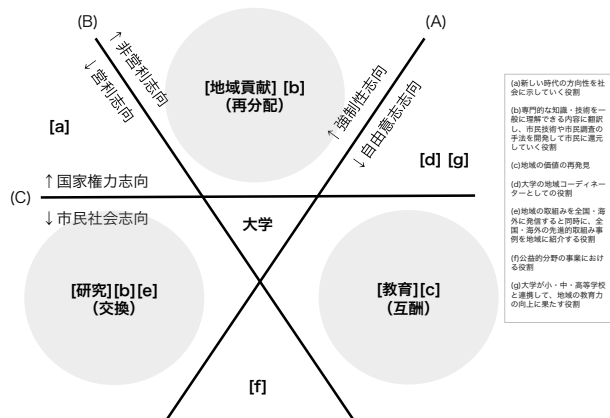 (B)
(A)
↑非営利志向
↓営利志向
[地域貢献] [b]
(再分配)
↑強制性志向
↓自由意志志向
[a]
[d] [g]
↑国家権力志向
(C)
↓市民社会志向
大学
[研究][b][e]
(交換)
[教育][c]
(互酬)
[f]
(a)新しい時代の方向性を社
会に示していく役割
(b)専門的な知識・技術を一
般に理解できる内容に翻訳
し、市民技術や市民調査の
手法を開発して市民に還元
していく役割
(c)地域の価値の再発見
(d)大学の地域コーディネー
ターとしての役割
(e)地域の取組みを全国・海
外に発信すると同時に、全
国・海外の先進的取組み事
例を地域に紹介する役割
(f)公益的分野の事業におけ
る役割
(g)大学が小・中・高等学校
と連携して、地域の教育力
の向上に果たす役割